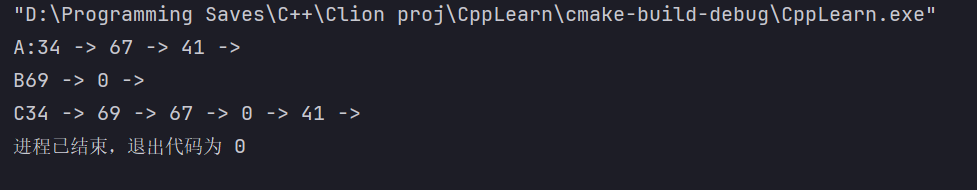 "D:\Programming Saves\C++\Clion proj\CppLearn\cmake-build-debug\CppLearn.exe"
A:34 -> 67 -> 41 ->
B69 -> 0 ->
C34 -> 69 -> 67 -> 0 -> 41 ->
进程已结束，退出代码为 0